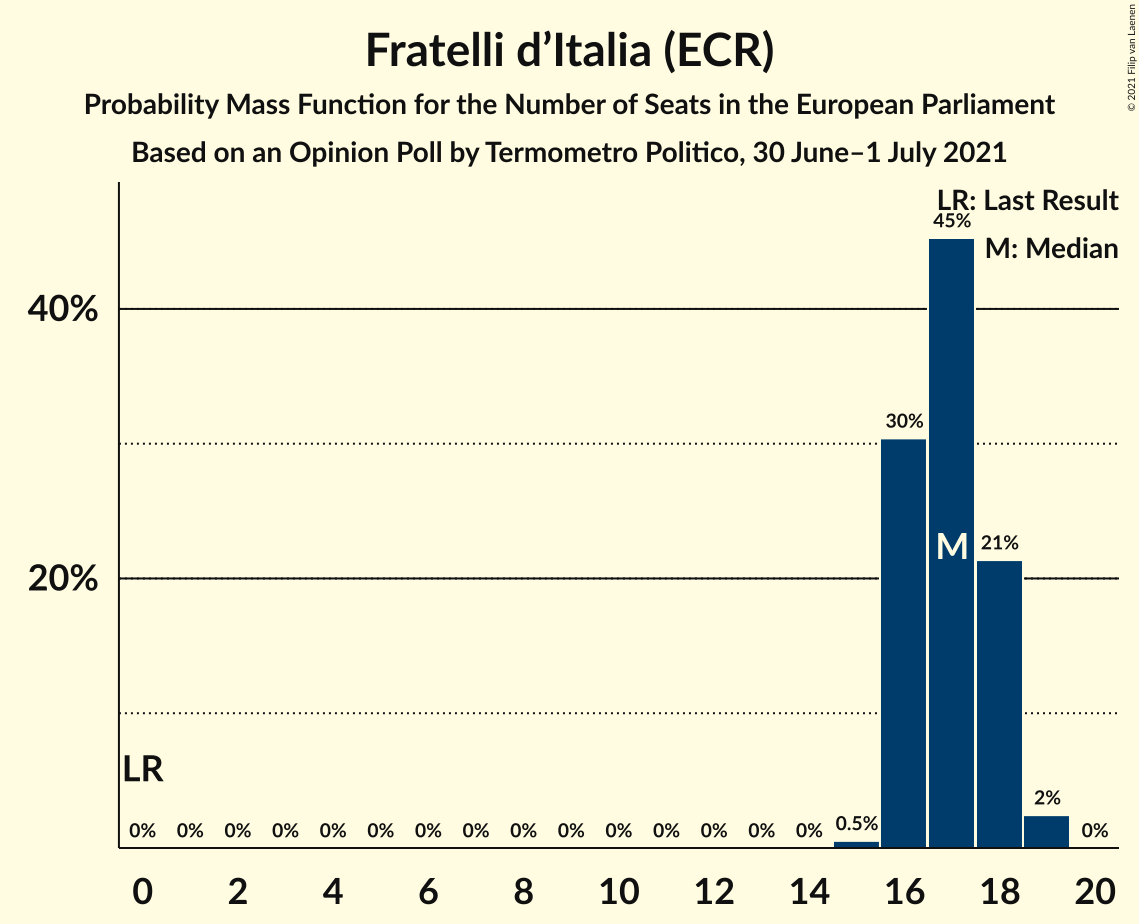 Fratelli d’Italia (ECR)
Probability Mass Function for the Number of Seats in the European Parliament
Based on an Opinion Poll by Termometro Politico, 30 June–1 July 2021
© 2021 Filip van Laenen
LR: Last Result
M: Median
45%
40%
30%
M
21%
20%
LR
2%
0% 0% 0% 0% 0% 0% 0% 0% 0% 0% 0% 0% 0% 0% 0% 0.5% 0%
0 2 4 6 8 10 12 14 16 18 20